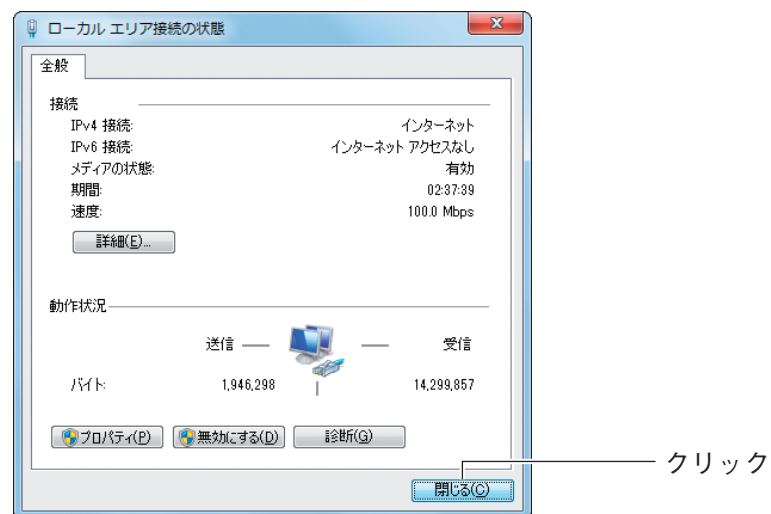 ローカル エリア接続の状態
全般
接続
IPv4 接続: インターネット
IPv6 接続: インターネット アクセスなし
メディアの状態: 有効
期間: 02:37:39
速度: 100.0 Mbps
詳細(E)...
動作状況
送信 受信
バイト: 1,946,298 14,299,857
プロパティ(P) 無効にする(D) 診断(G)
閉じる(C)
クリック